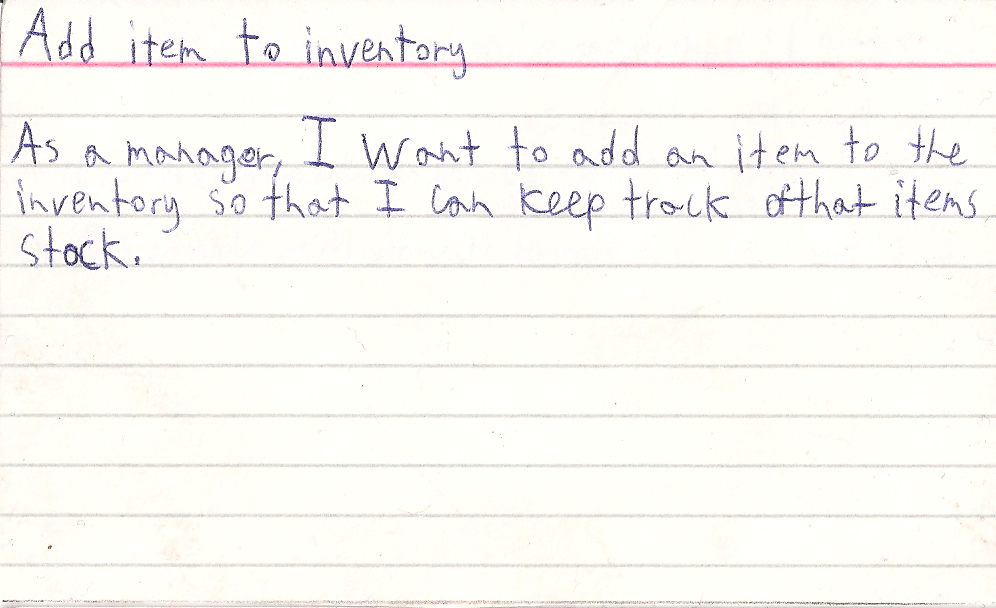 Add item to inventory
As a manager, I want to add an item to the
inventory so that I can keep track of that items
stock.